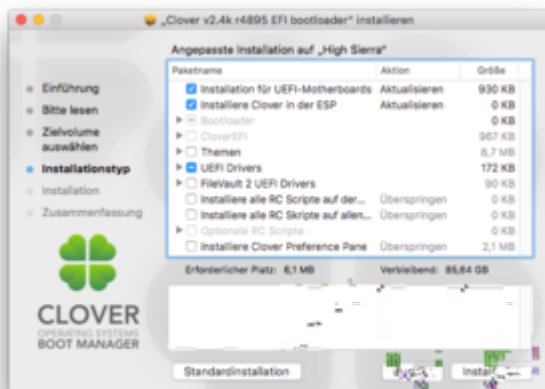 „Clover v2.4k r4895 EFI bootloader“ installieren
Angepasste Installation auf „High Sierra“
Paketname Aktion Größe
Installation für UEFI-Motherboards Aktualisieren 930 KB
Installiere Clover in der ESP Aktualisieren 0 KB
Bootloader 0 KB
CloverEFI 967 KB
Themen 8,7 MB
UEFI Drivers 172 KB
FileVault 2 UEFI Drivers 90 KB
Installiere alle RC Scripte auf der... Überspringen 0 KB
Installiere alle RC Skripte auf allen... Überspringen 0 KB
Optionale RC Scripte 0 KB
Installiere Clover Preference Pane Überspringen 2,1 MB
Einführung
Bitte lesen
Zielvolume
auswählen
Installationstyp
Installation
Zusammenfassung
Erforderlicher Platz: 6,1 MB Verbleibend: 85,64 GB
CLOVER
OPERATING SYSTEMS
BOOT MANAGER
Standardinstallation